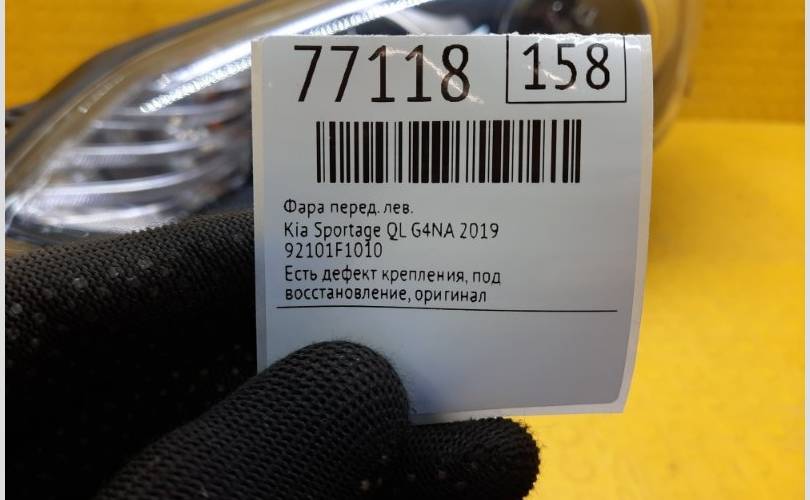 77118 158
Фара перед. лев.
Kia Sportage QL G4NA 2019
92101F1010
Есть дефект крепления, под
восстановление, оригинал